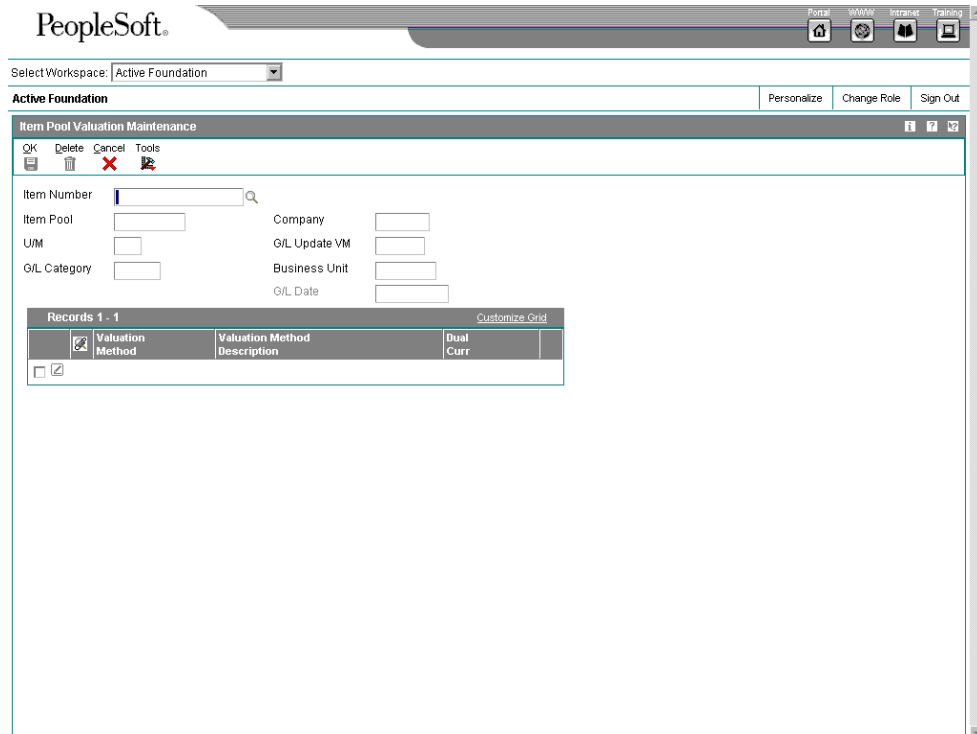 Portal WWW Intranet Training
PeopleSoft®
Select Workspace: Active Foundation
Active Foundation Personalize Change Role Sign Out
Item Pool Valuation Maintenance
OK Delete Cancel Tools
Item Number
Item Pool Company
U/M G/L Update VM
G/L Category Business Unit
G/L Date
Records 1 - 1 Customize Grid
Valuation Method Valuation Method Description Dual Curr